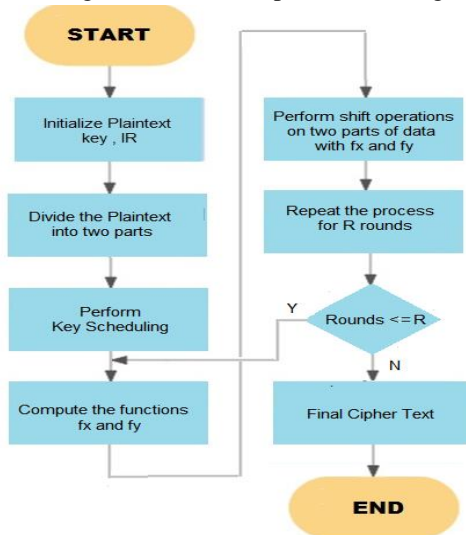 START
Initialize Plaintext
key , IR
Divide the Plaintext
into two parts
Perform
Key Scheduling
Compute the functions
fx and fy
Perform shift operations
on two parts of data
with fx and fy
Repeat the process
for R rounds
Rounds <=R
Y
N
Final Cipher Text
END